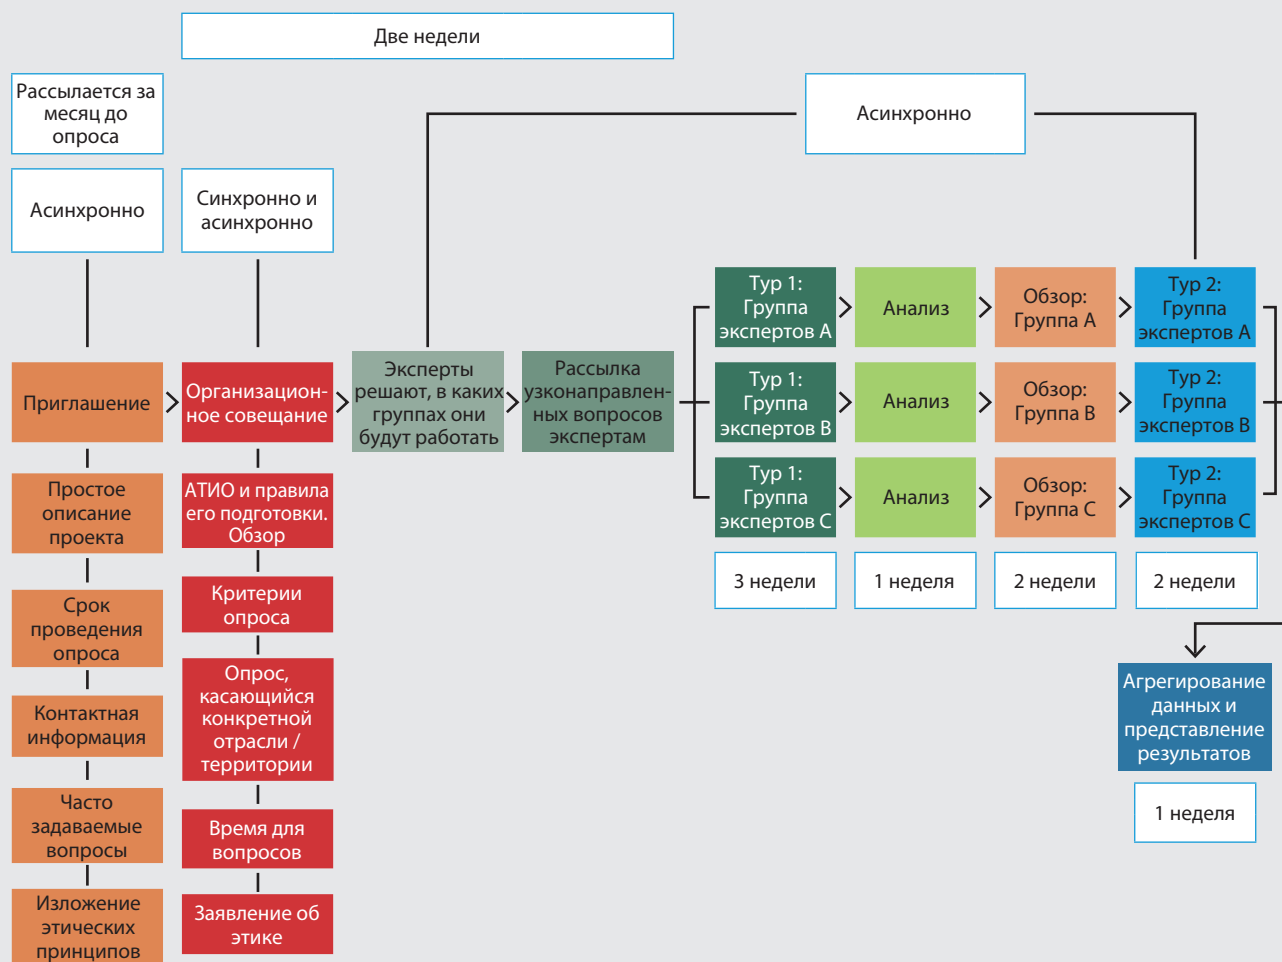 Две недели
Рассылается за
месяц до
опроса
Асинхронно
Асинхронно
Синхронно и
асинхронно
Приглашение
Организацион-
ное совещание
Эксперты
решают, в каких
группах они
будут работать
Рассылка
узконаправлен-
ных вопросов
экспертам
Тур 1:
Группа
экспертов A
Анализ
Обзор:
Группа A
Тур 2:
Группа
экспертов A
Тур 1:
Группа
экспертов B
Анализ
Обзор:
Группа B
Тур 2:
Группа
экспертов B
Тур 1:
Группа
экспертов C
Анализ
Обзор:
Группа C
Тур 2:
Группа
экспертов C
3 недели
1 неделя
2 недели
2 недели
Простое
описание
проекта
Срок
проведения
опроса
Контактная
информация
Часто
задаваемые
вопросы
Изложение
этических
принципов
АТИО и правила
его подготовки.
Обзор
Критерии
опроса
Опрос,
касающийся
конкретной
отрасли /
территории
Время для
вопросов
Заявление об
этике
Агрегирование
данных и
представление
результатов
1 неделя